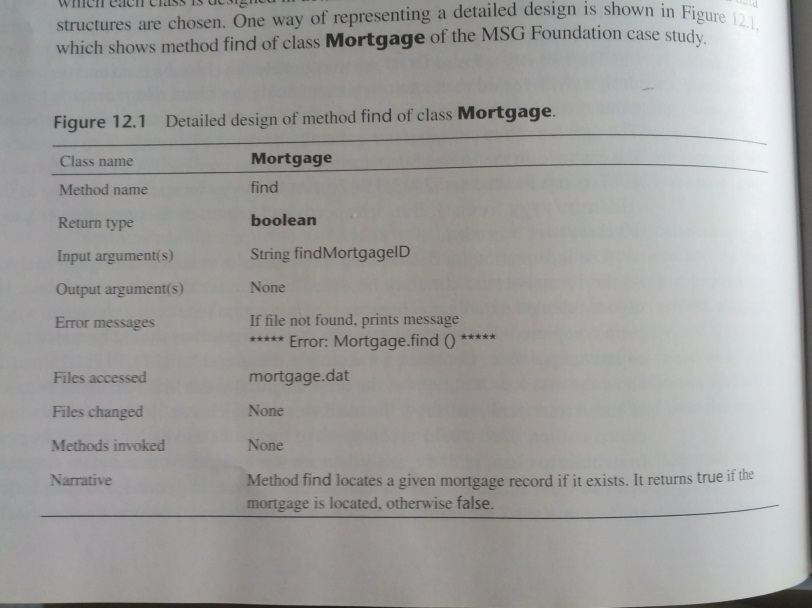 which each class is designed in
structures are chosen. One way of representing a detailed design is shown in Figure 12.1,
which shows method find of class Mortgage of the MSG Foundation case study.
Figure 12.1 Detailed design of method find of class Mortgage.
Class name Mortgage
Method name find
Return type boolean
Input argument(s) String findMortgageID
Output argument(s) None
Error messages If file not found, prints message
***** Error: Mortgage.find () *****
Files accessed mortgage.dat
Files changed None
Methods invoked None
Narrative Method find locates a given mortgage record if it exists. It returns true if the
mortgage is located, otherwise false.